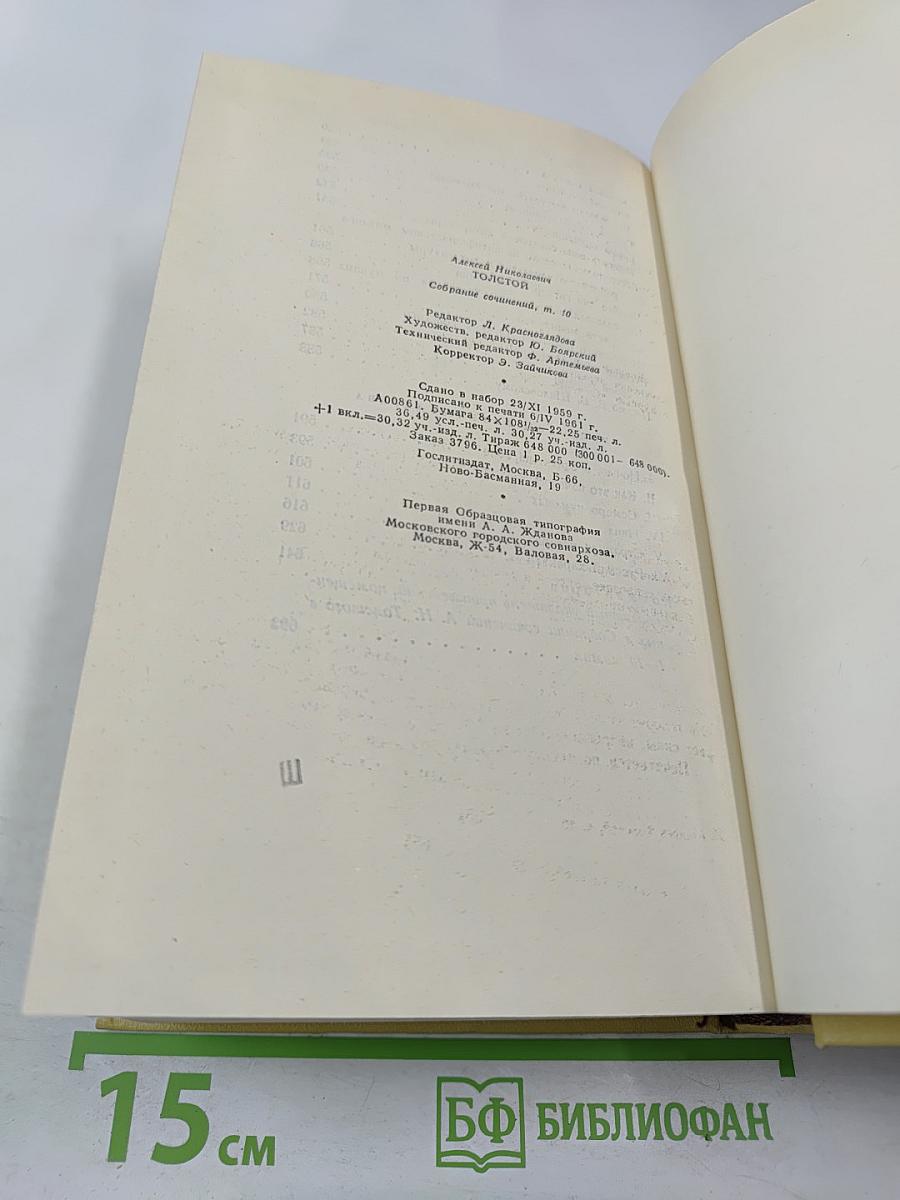 Алексей Николаевич
ТОЛСТОЙ
Собрание сочинений, т. 10
Редактор Л. Красноглядова
Художеств. редактор Ю. Боярский
Технический редактор Ф. Артемьева
Корректор Э. Зайчикова
Сдано в набор 23/XI 1959 г.
Подписано к печати 6/IV 1961 г.
А00861. Бумага 84×108¹/₃₂—22,25 печ. л.
36,49 усл.-печ. л. 30,27 уч.-изд. л.
+1 вкл.=30,32 уч.-изд. л. Тираж 648 000 (300 001— 648 000).
Заказ 3796. Цена 1 р. 25 коп.
Гослитиздат, Москва, Б-66,
Ново-Басманная, 19
Первая Образцовая типография
имени А. А. Жданова
Московского городского совнархоза.
Москва, Ж-54, Валовая, 28.
Ш
15 см
БФ БИБЛИОФАН